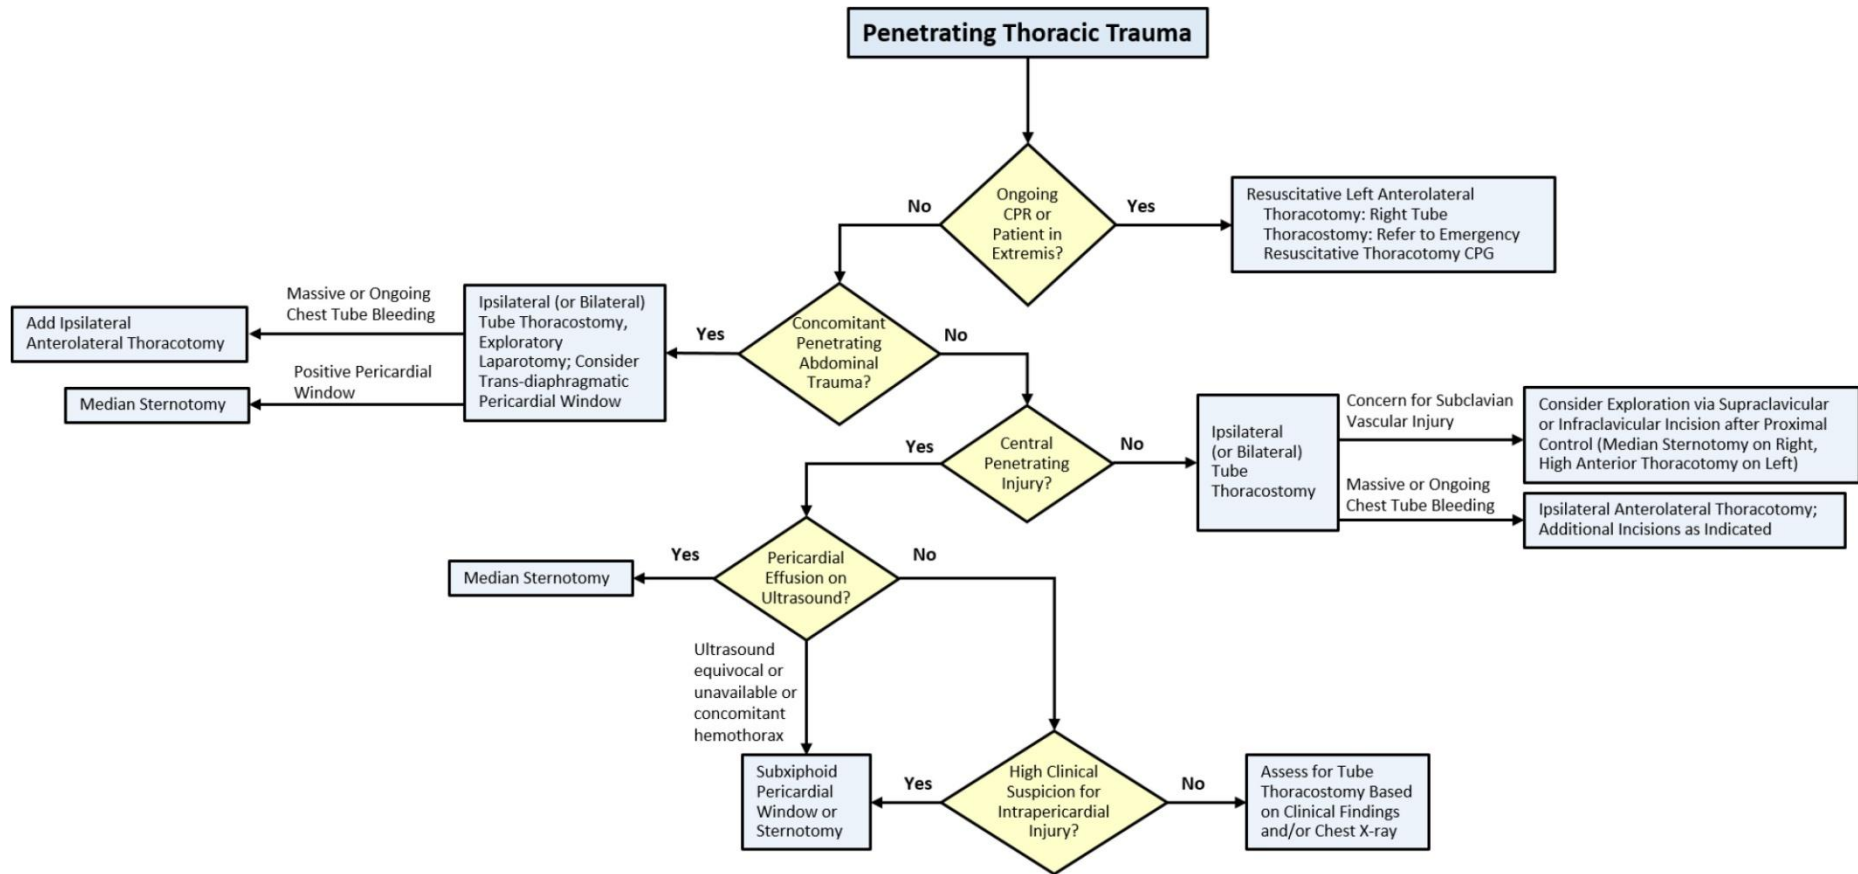 Penetrating Thoracic Trauma
Ongoing
CPR or
Patient in
Extremis?
No
Yes
Resuscitative Left Anterolateral
Thoracotomy: Right Tube
Thoracostomy: Refer to Emergency
Resuscitative Thoracotomy CPG
Concomitant
Penetrating
Abdominal
Trauma?
Yes
No
Ipsilateral (or Bilateral)
Tube Thoracostomy,
Exploratory
Laparotomy; Consider
Trans-diaphragmatic
Pericardial Window
Massive or Ongoing
Chest Tube Bleeding
Add Ipsilateral
Anterolateral Thoracotomy
Positive Pericardial
Window
Median Sternotomy
Central
Penetrating
Injury?
Yes
No
Ipsilateral
(or Bilateral)
Tube
Thoracostomy
Concern for Subclavian
Vascular Injury
Consider Exploration via Supraclavicular
or Infraclavicular Incision after Proximal
Control (Median Sternotomy on Right,
High Anterior Thoracotomy on Left)
Massive or Ongoing
Chest Tube Bleeding
Ipsilateral Anterolateral Thoracotomy;
Additional Incisions as Indicated
Pericardial
Effusion on
Ultrasound?
Yes
No
Median Sternotomy
Ultrasound
equivocal or
unavailable or
concomitant
hemothorax
Subxiphoid
Pericardial
Window or
Sternotomy
High Clinical
Suspicion for
Intrapericardial
Injury?
Yes
No
Assess for Tube
Thoracostomy Based
on Clinical Findings
and/or Chest X-ray